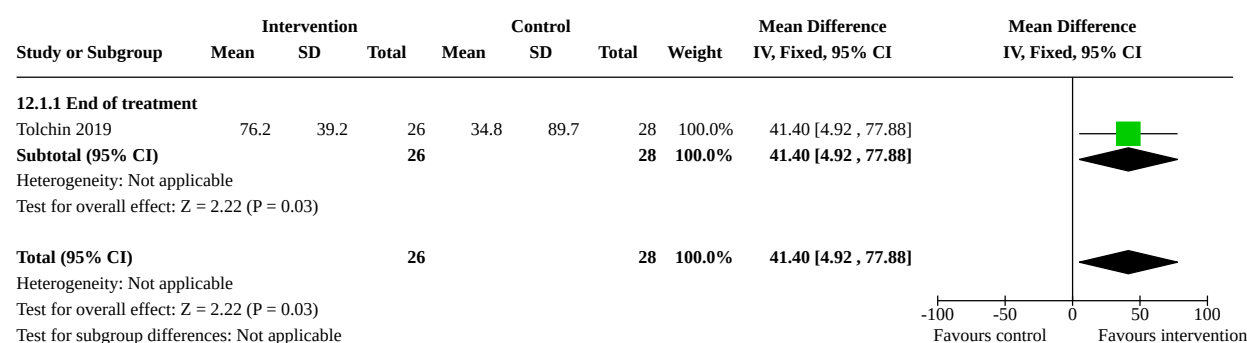 Intervention Control Mean Difference Mean Difference
Study or Subgroup Mean SD Total Mean SD Total Weight IV, Fixed, 95% CI IV, Fixed, 95% CI
12.1.1 End of treatment
Tolchin 2019 76.2 39.2 26 34.8 89.7 28 100.0% 41.40 [4.92 , 77.88]
Subtotal (95% CI) 26 28 100.0% 41.40 [4.92 , 77.88]
Heterogeneity: Not applicable
Test for overall effect: Z = 2.22 (P = 0.03)
Total (95% CI) 26 28 100.0% 41.40 [4.92 , 77.88]
Heterogeneity: Not applicable
Test for overall effect: Z = 2.22 (P = 0.03)
-100 -50 0 50 100
Test for subgroup differences: Not applicable Favours control Favours intervention